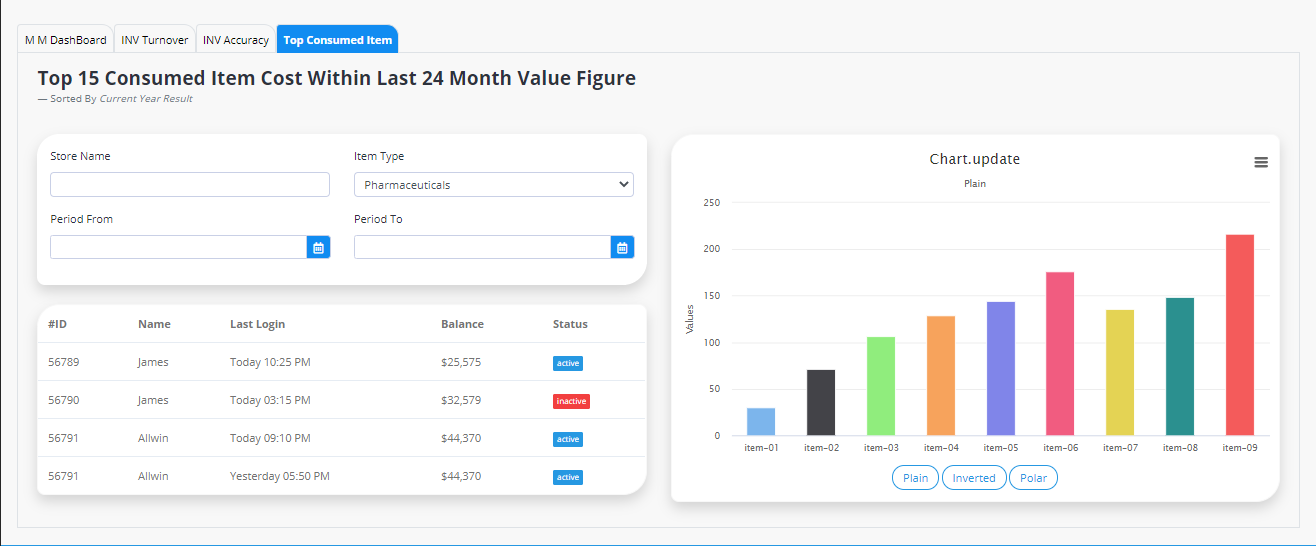 M M DashBoard INV Turnover INV Accuracy Top Consumed Item
Top 15 Consumed Item Cost Within Last 24 Month Value Figure
— Sorted By Current Year Result
Store Name Item Type
Pharmaceuticals
Period From Period To
#ID Name Last Login Balance Status
56789 James Today 10:25 PM $25,575 active
56790 James Today 03:15 PM $32,579 inactive
56791 Allwin Today 09:10 PM $44,370 active
56791 Allwin Yesterday 05:50 PM $44,370 active
Chart.update
Plain
Values
250
200
150
100
50
0
item-01 item-02 item-03 item-04 item-05 item-06 item-07 item-08 item-09
Plain Inverted Polar